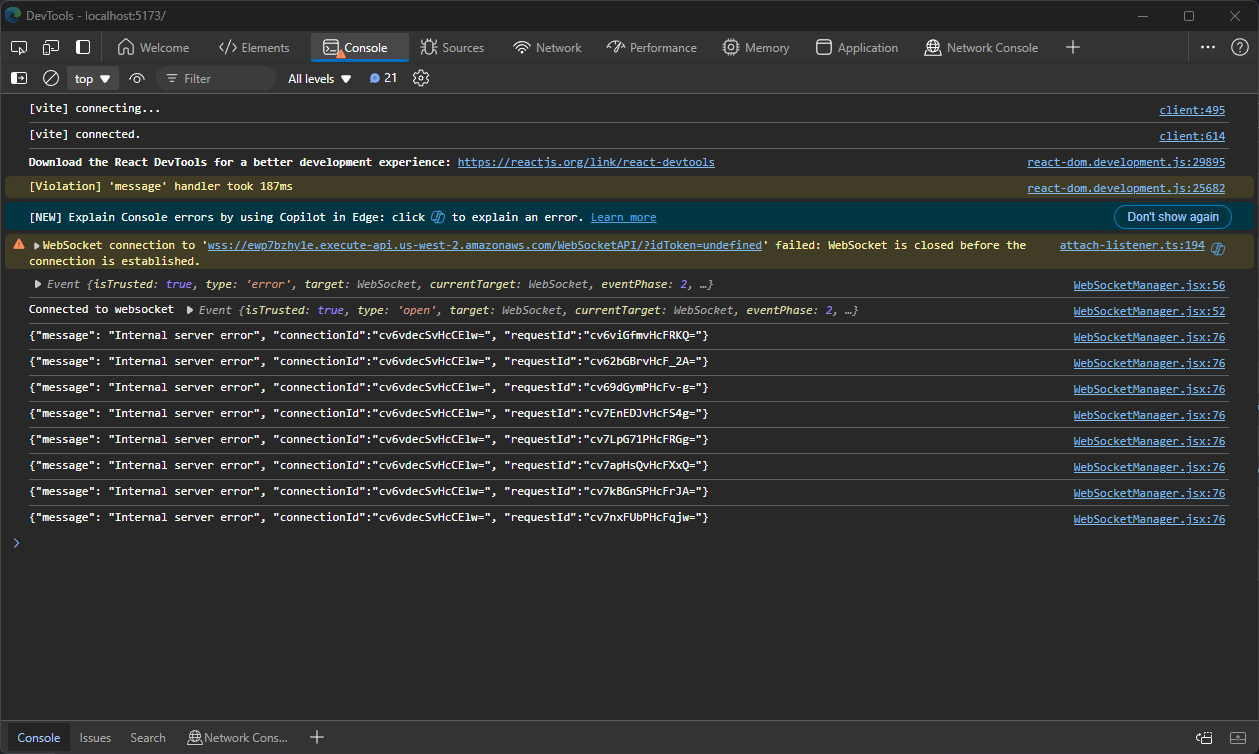 DevTools - localhost:5173/
Welcome Elements Console Sources Network Performance Memory Application Network Console
top Filter All levels 21
[vite] connecting... client:495
[vite] connected. client:614
Download the React DevTools for a better development experience: https://reactjs.org/link/react-devtools react-dom.development.js:29895
[Violation] 'message' handler took 187ms react-dom.development.js:25682
[NEW] Explain Console errors by using Copilot in Edge: click to explain an error. Learn more Don't show again
WebSocket connection to 'wss://ewp7bzhy1e.execute-api.us-west-2.amazonaws.com/WebSocketAPI/?idToken=undefined' failed: WebSocket is closed before the attach-listener.ts:194
connection is established.
Event {isTrusted: true, type: 'error', target: WebSocket, currentTarget: WebSocket, eventPhase: 2, …} WebSocketManager.jsx:56
Connected to websocket Event {isTrusted: true, type: 'open', target: WebSocket, currentTarget: WebSocket, eventPhase: 2, …} WebSocketManager.jsx:52
{"message": "Internal server error", "connectionId":"cv6vdecSvHcCElw=", "requestId":"cv6viGfmvHcFRKQ="} WebSocketManager.jsx:76
{"message": "Internal server error", "connectionId":"cv6vdecSvHcCElw=", "requestId":"cv62bGBrvHcF_2A="} WebSocketManager.jsx:76
{"message": "Internal server error", "connectionId":"cv6vdecSvHcCElw=", "requestId":"cv69dGymPHcFv-g="} WebSocketManager.jsx:76
{"message": "Internal server error", "connectionId":"cv6vdecSvHcCElw=", "requestId":"cv7EnEDJvHcFS4g="} WebSocketManager.jsx:76
{"message": "Internal server error", "connectionId":"cv6vdecSvHcCElw=", "requestId":"cv7LpG71PHcFRGg="} WebSocketManager.jsx:76
{"message": "Internal server error", "connectionId":"cv6vdecSvHcCElw=", "requestId":"cv7apHsQvHcFXxQ="} WebSocketManager.jsx:76
{"message": "Internal server error", "connectionId":"cv6vdecSvHcCElw=", "requestId":"cv7kBGnSPHcFrJA="} WebSocketManager.jsx:76
{"message": "Internal server error", "connectionId":"cv6vdecSvHcCElw=", "requestId":"cv7nxFUbPHcFqjw="} WebSocketManager.jsx:76
Console Issues Search Network Cons...